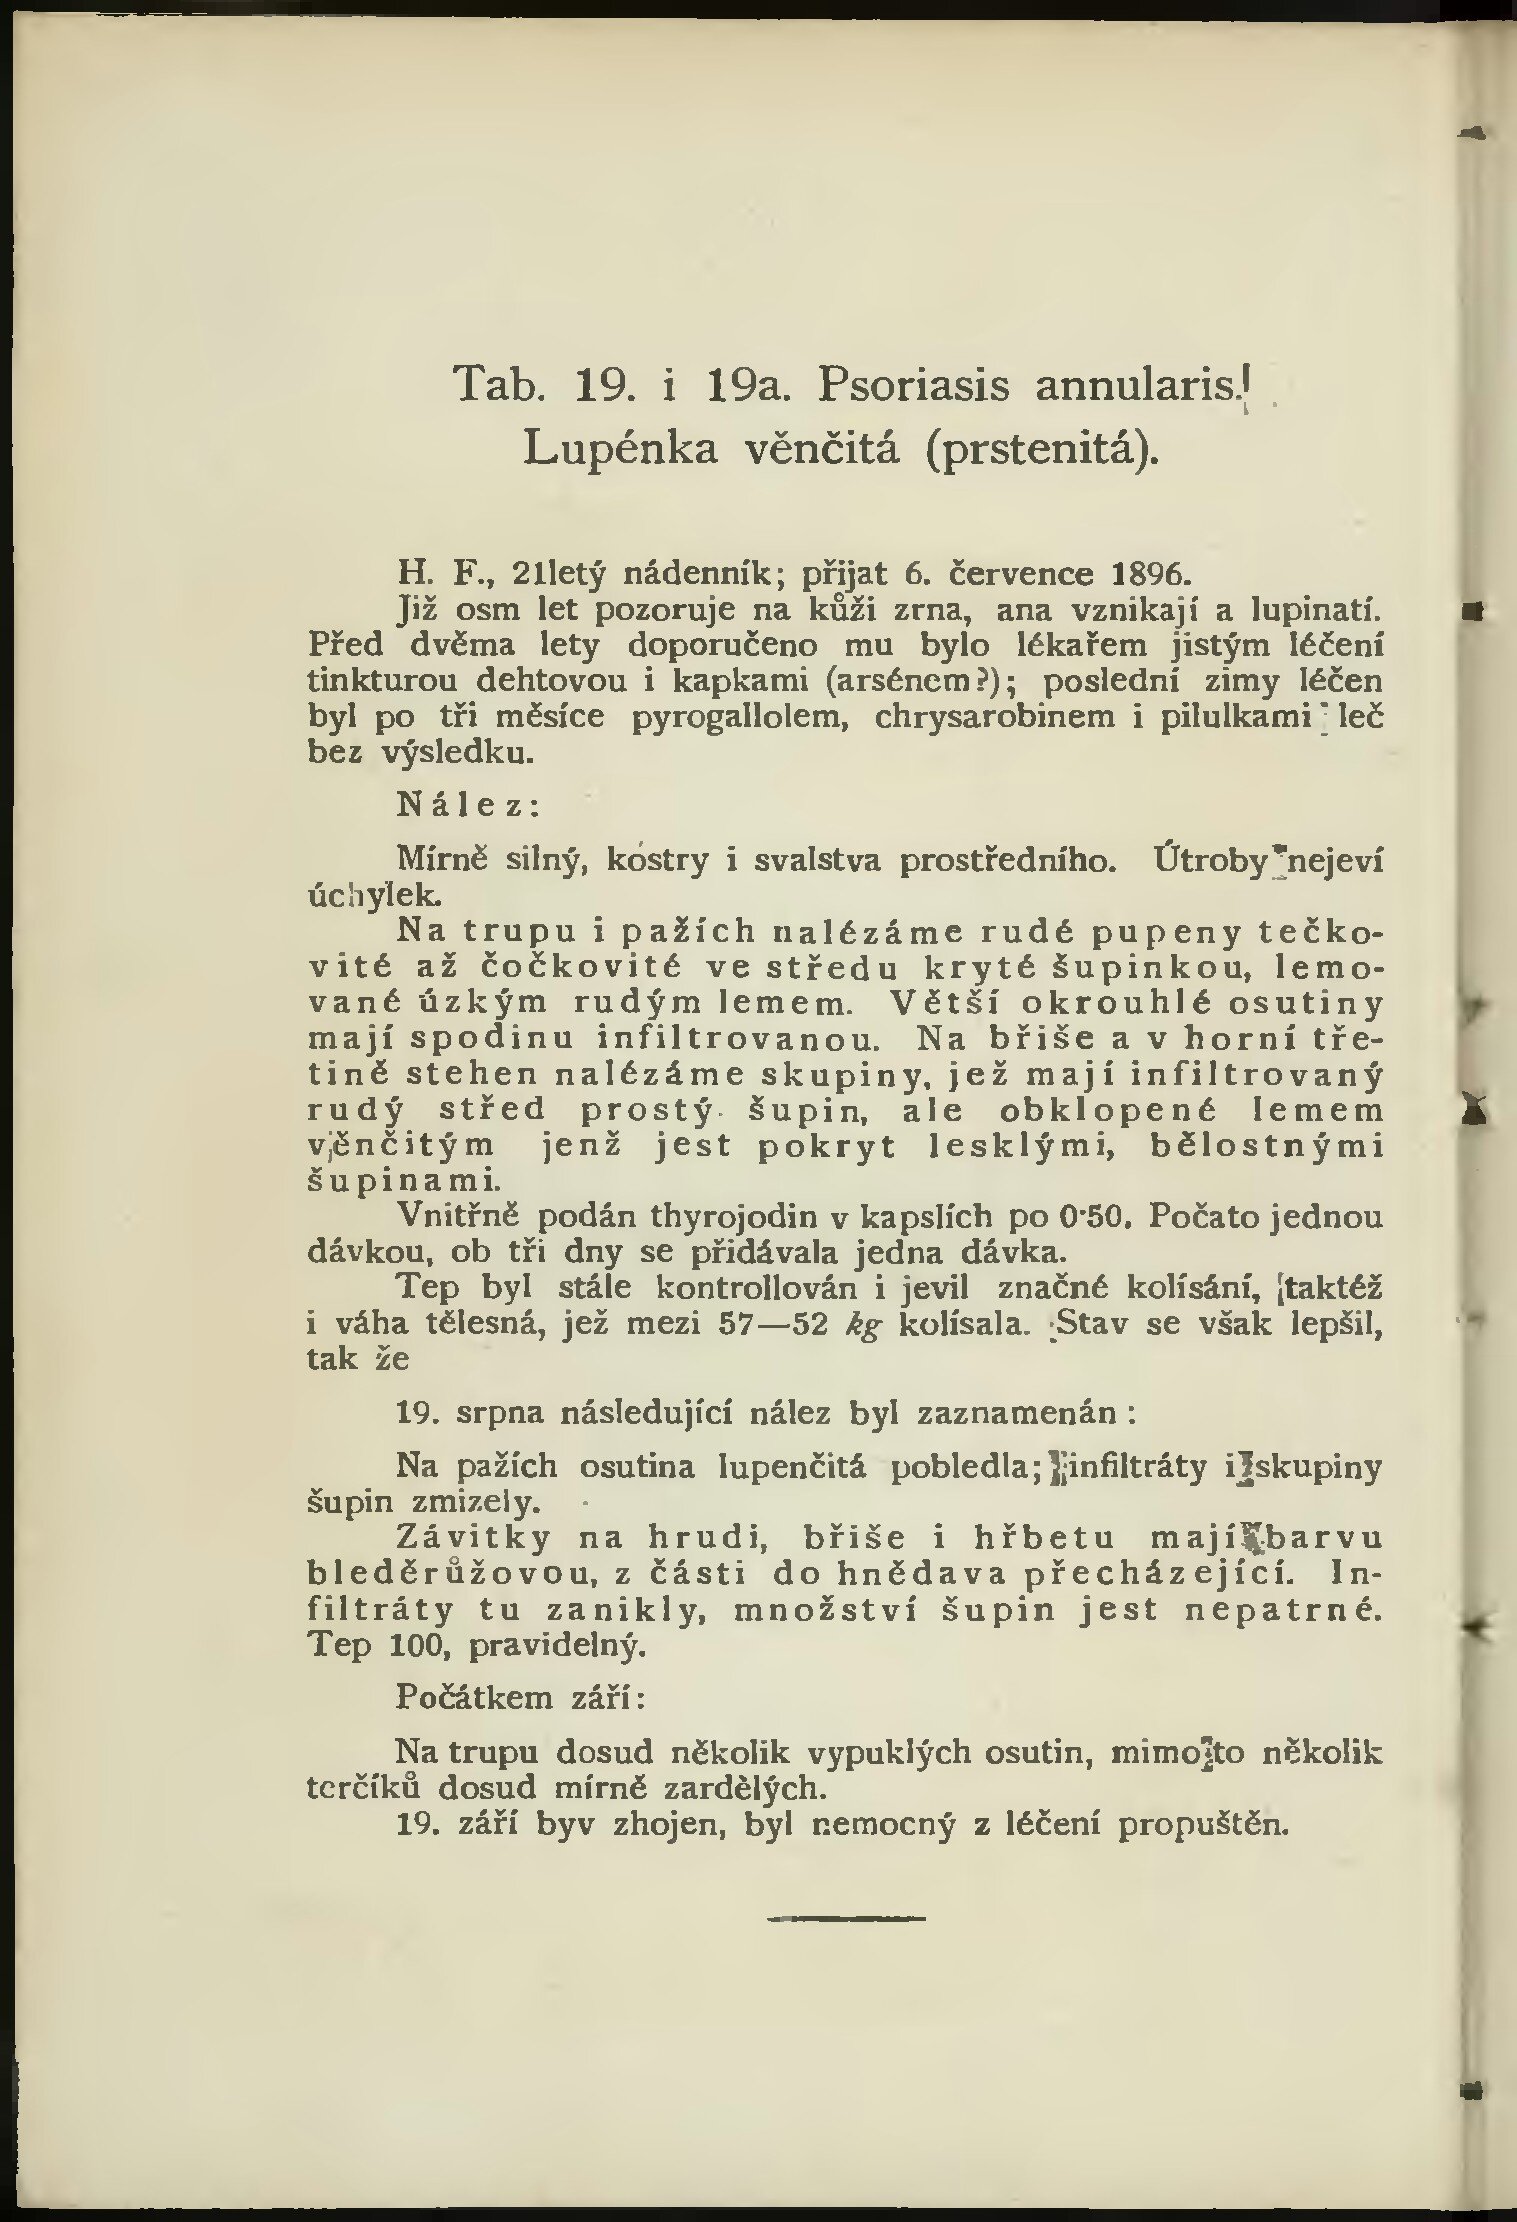 Tab. 19. i 19a. Psoriasis annularis.
Lupénka věnčitá (prstenitá).
H. F., 21letý nádenník; přijat 6. července 1896.
Již osm let pozoruje na kůži zrna, ana vznikají a lupinatí.
Před dvěma lety doporučeno mu bylo lékařem jistým léčení
tinkturou dehtovou i kapkami (arsénem?); poslední zimy léčen
byl po tři měsíce pyrogallolem, chrysarobinem i pilulkami leč
bez výsledku.
Nález:
Mírně silný, kostry i svalstva prostředního. Útroby nejeví
úchylek.
Na trupu i pažích nalézáme rudé pupeny tečko-
vité až čočkovité ve středu kryté šupinkou, lemo-
vané úzkým rudým lemem. Větší okrouhlé osutiny
mají spodinu infiltrovanou. Na břiše a v horní tře-
tině stehen nalézáme skupiny, jež mají infiltrovaný
rudý střed prostý šupin, ale obklopené lemem
věnčitým jenž jest pokryt lesklými, bělostnými
šupinami.
Vnitřně podán thyrojodin v kapslích po 0·50. Počato jednou
dávkou, ob tři dny se přidávala jedna dávka.
Tep byl stále kontrollován i jevil značné kolísání, taktéž
i váha tělesná, jež mezi 57—52 kg kolísala. Stav se však lepšil,
tak že
19. srpna následující nález byl zaznamenán:
Na pažích osutina lupenčitá pobledla; infiltráty i skupiny
šupin zmizely.
Závitky na hrudi, břiše i hřbetu mají barvu
bleděrůžovou, z části do hnědava přecházející. In-
filtráty tu zanikly, množství šupin jest nepatrné.
Tep 100, pravidelný.
Počátkem září:
Na trupu dosud několik vypuklých osutin, mimo to několik
terčíků dosud mírně zardělých.
19. září byv zhojen, byl nemocný z léčení propuštěn.